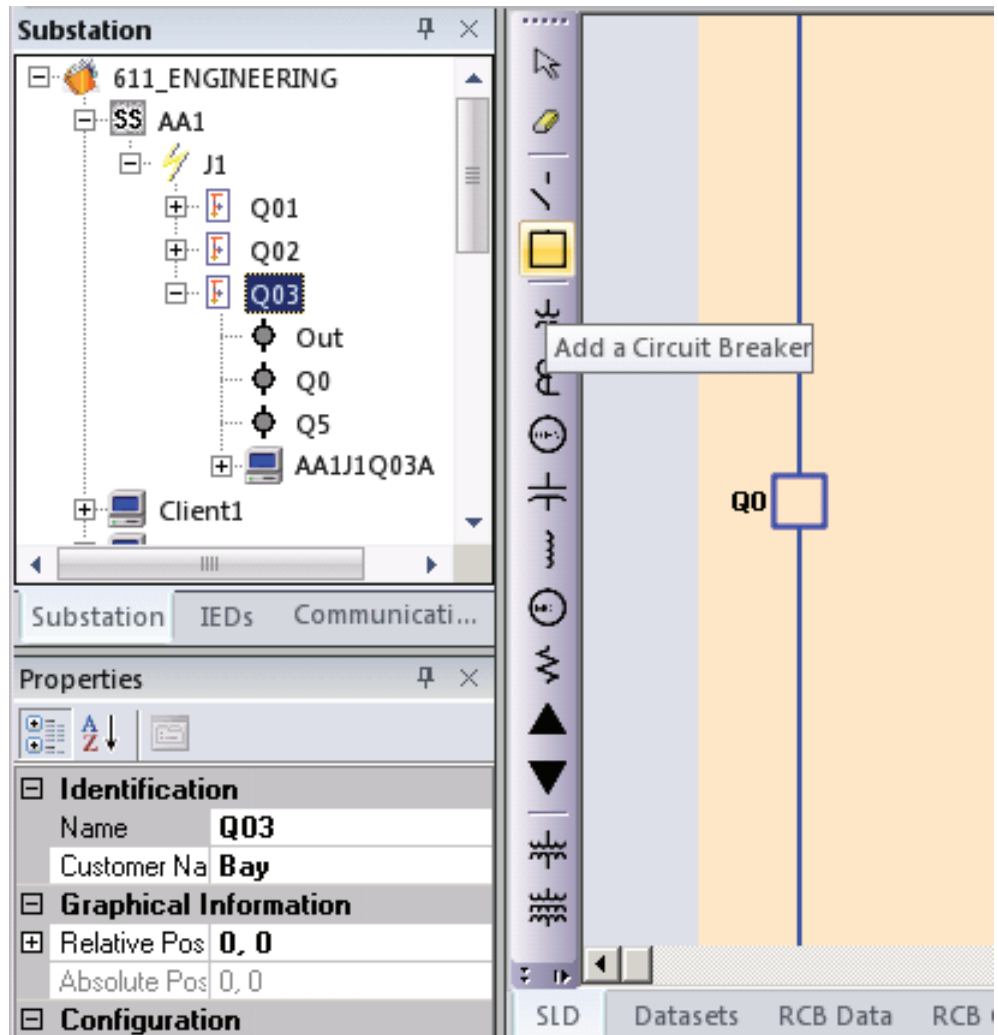 Substation
611_ENGINEERING
SS AA1
J1
Q01
Q02
Q03
Out
Q0
Q5
AA1J1Q03A
Client1
Substation IEDs Communicati...
Properties
A Z
Identification
Name Q03
Customer Na Bay
Graphical Information
Relative Pos 0, 0
Absolute Pos 0, 0
Configuration
Add a Circuit Breaker
Q0
SLD Datasets RCB Data RCB